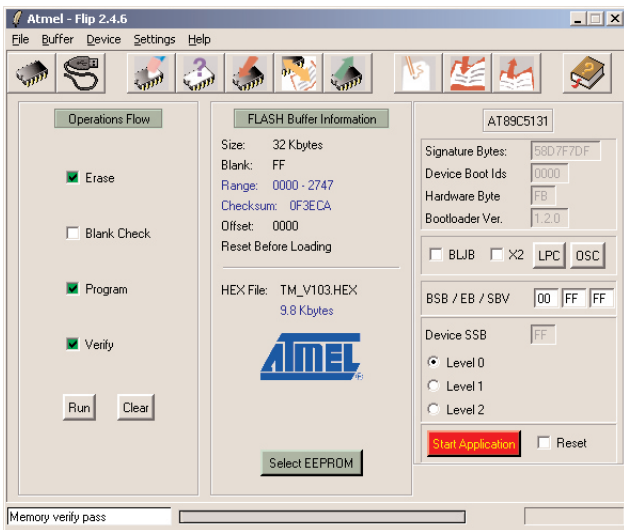 Atmel - Flip 2.4.6
File Buffer Device Settings Help
Operations Flow
Erase
Blank Check
Program
Verify
Run Clear
FLASH Buffer Information
Size: 32 Kbytes
Blank: FF
Range: 0000 - 2747
Checksum: 0F3ECA
Offset: 0000
Reset Before Loading
HEX File: TM_V103.HEX
9.8 Kbytes
ATMEL
Select EEPROM
AT89C5131
Signature Bytes: 58D7F7DF
Device Boot Ids 0000
Hardware Byte FB
Bootloader Ver. 1.2.0
BLJB X2 LPC OSC
BSB / EB / SBV 00 FF FF
Device SSB FF
Level 0
Level 1
Level 2
Start Application Reset
Memory verify pass